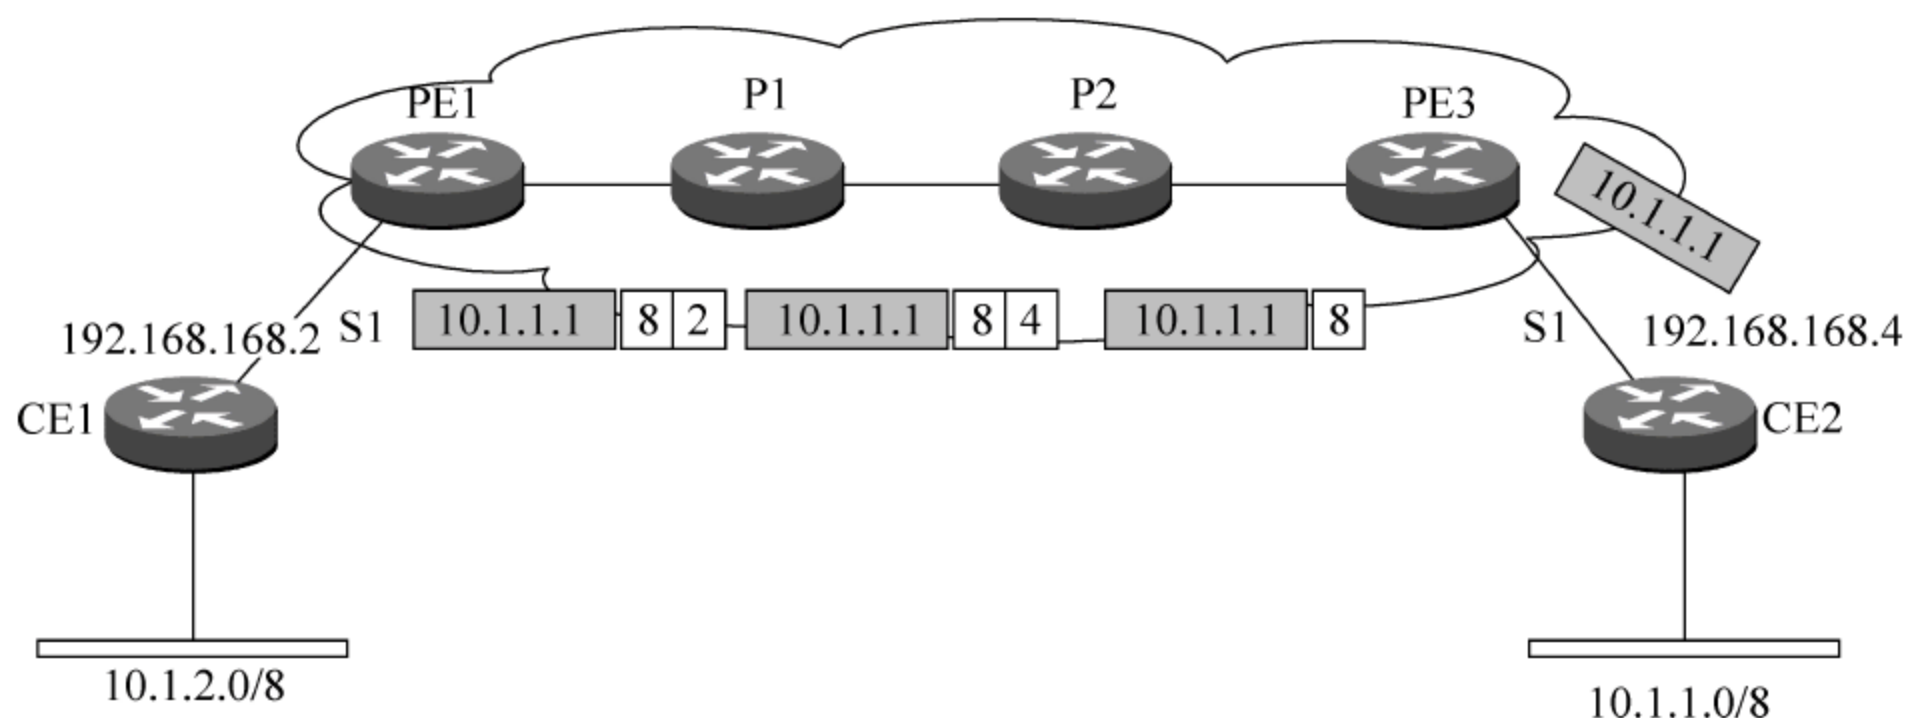 PE1
P1
P2
PE3
10.1.1.1
10.1.1.1 8 2
10.1.1.1 8 4
10.1.1.1 8
192.168.168.2
S1
S1
192.168.168.4
CE1
CE2
10.1.2.0/8
10.1.1.0/8